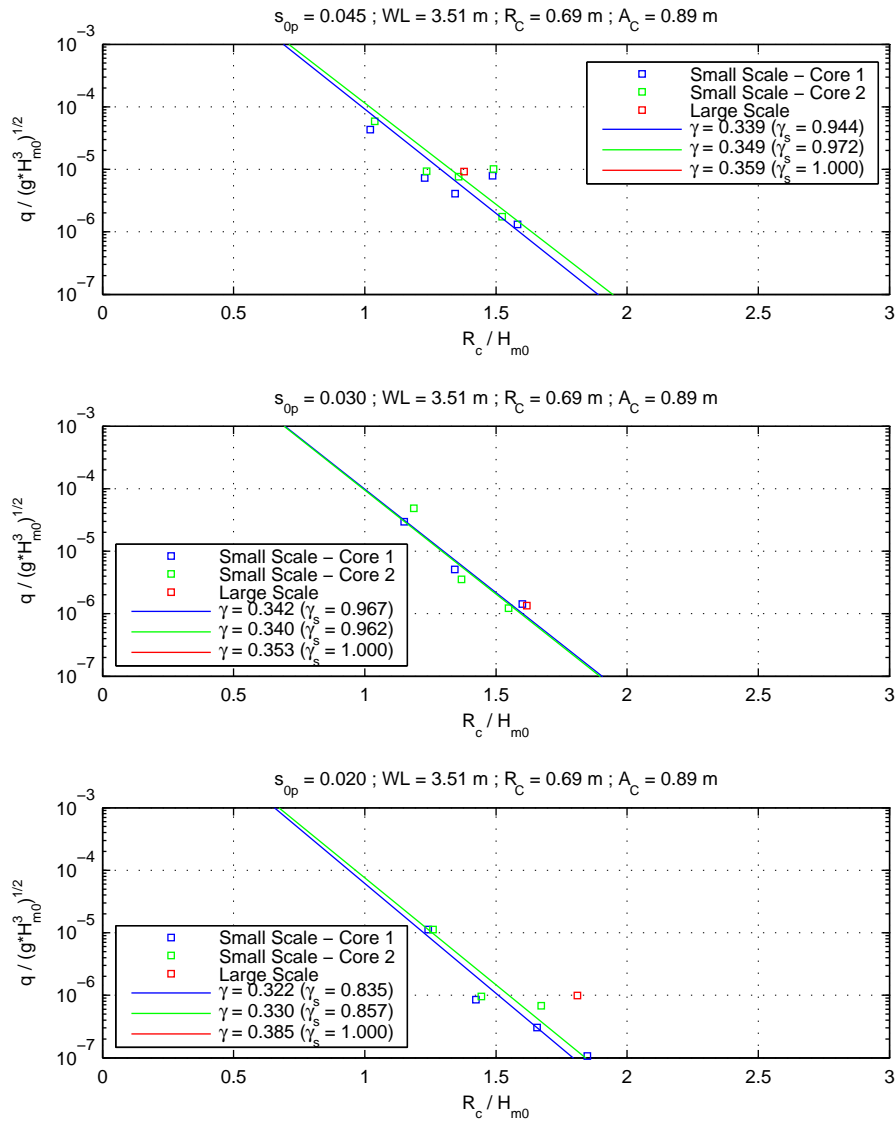 s0p = 0.045 ; WL = 3.51 m ; RC = 0.69 m ; AC = 0.89 m
10^-3
10^-4
10^-5
10^-6
10^-7
q / (g*H^3_m0)^1/2
Small Scale − Core 1
Small Scale − Core 2
Large Scale
γ = 0.339 (γs = 0.944)
γ = 0.349 (γs = 0.972)
γ = 0.359 (γs = 1.000)
0 0.5 1 1.5 2 2.5 3
Rc / Hm0
s0p = 0.030 ; WL = 3.51 m ; RC = 0.69 m ; AC = 0.89 m
10^-3
10^-4
10^-5
10^-6
10^-7
q / (g*H^3_m0)^1/2
Small Scale − Core 1
Small Scale − Core 2
Large Scale
γ = 0.342 (γs = 0.967)
γ = 0.340 (γs = 0.962)
γ = 0.353 (γs = 1.000)
0 0.5 1 1.5 2 2.5 3
Rc / Hm0
s0p = 0.020 ; WL = 3.51 m ; RC = 0.69 m ; AC = 0.89 m
10^-3
10^-4
10^-5
10^-6
10^-7
q / (g*H^3_m0)^1/2
Small Scale − Core 1
Small Scale − Core 2
Large Scale
γ = 0.322 (γs = 0.835)
γ = 0.330 (γs = 0.857)
γ = 0.385 (γs = 1.000)
0 0.5 1 1.5 2 2.5 3
Rc / Hm0